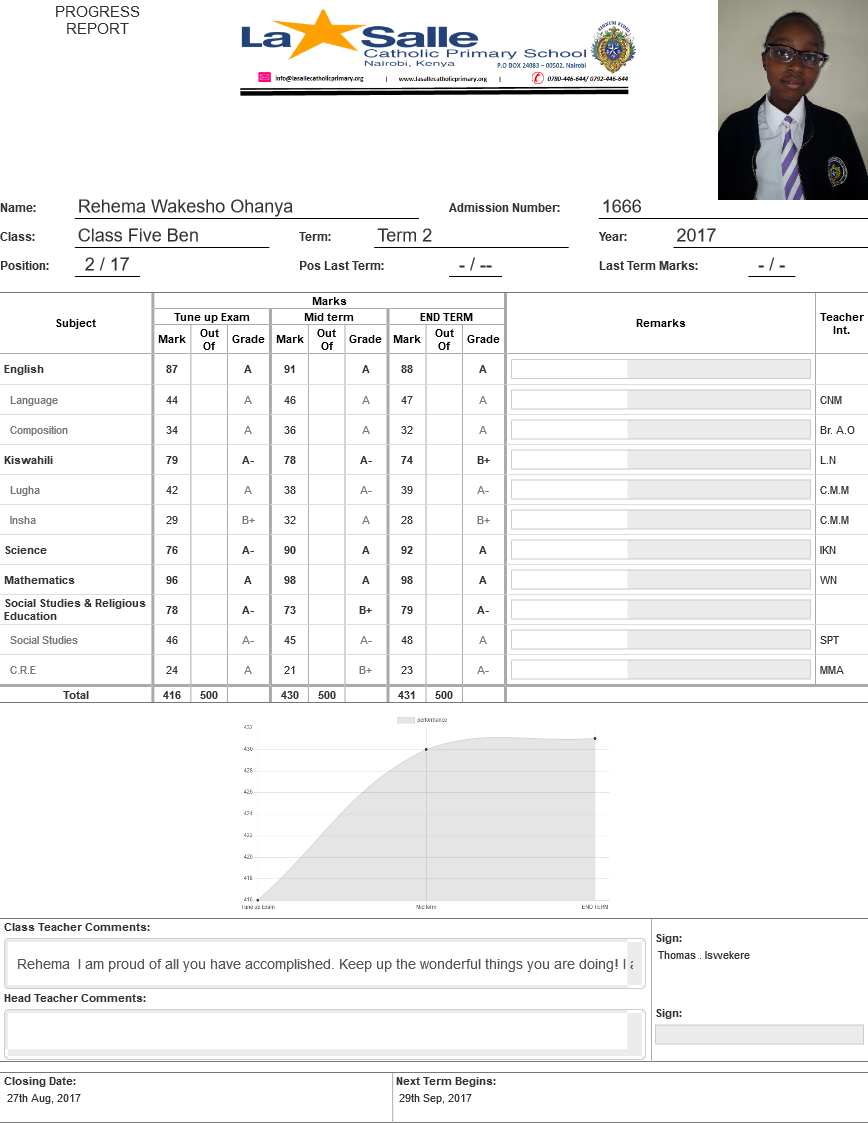 PROGRESS
REPORT
La Salle
Catholic Primary School
Nairobi, Kenya
P.O BOX 24083 – 00502, Nairobi
info@lasallecatholicprimary.org | www.lasallecatholicprimary.org | 0780-446-644/ 0792-446-644
Name: Rehema Wakesho Ohanya Admission Number: 1666
Class: Class Five Ben Term: Term 2 Year: 2017
Position: 2 / 17 Pos Last Term: - / -- Last Term Marks: - / -
Subject Marks Remarks Teacher Int.
Tune up Exam Mid term END TERM
Mark Out Of Grade Mark Out Of Grade Mark Out Of Grade
English 87 A 91 A 88 A
Language 44 A 46 A 47 A CNM
Composition 34 A 36 A 32 A Br. A.O
Kiswahili 79 A- 78 A- 74 B+ L.N
Lugha 42 A 38 A- 39 A- C.M.M
Insha 29 B+ 32 A 28 B+ C.M.M
Science 76 A- 90 A 92 A IKN
Mathematics 96 A 98 A 98 A WN
Social Studies & Religious Education 78 A- 73 B+ 79 A-
Social Studies 46 A- 45 A- 48 A SPT
C.R.E 24 A 21 B+ 23 A- MMA
Total 416 500 430 500 431 500
performance
432
430
428
426
424
422
420
418
416
Tune up Exam Mid term END TERM
Class Teacher Comments:
Rehema I am proud of all you have accomplished. Keep up the wonderful things you are doing! I
Sign:
Thomas . Iswekere
Head Teacher Comments:
Sign:
Closing Date: Next Term Begins:
27th Aug, 2017 29th Sep, 2017